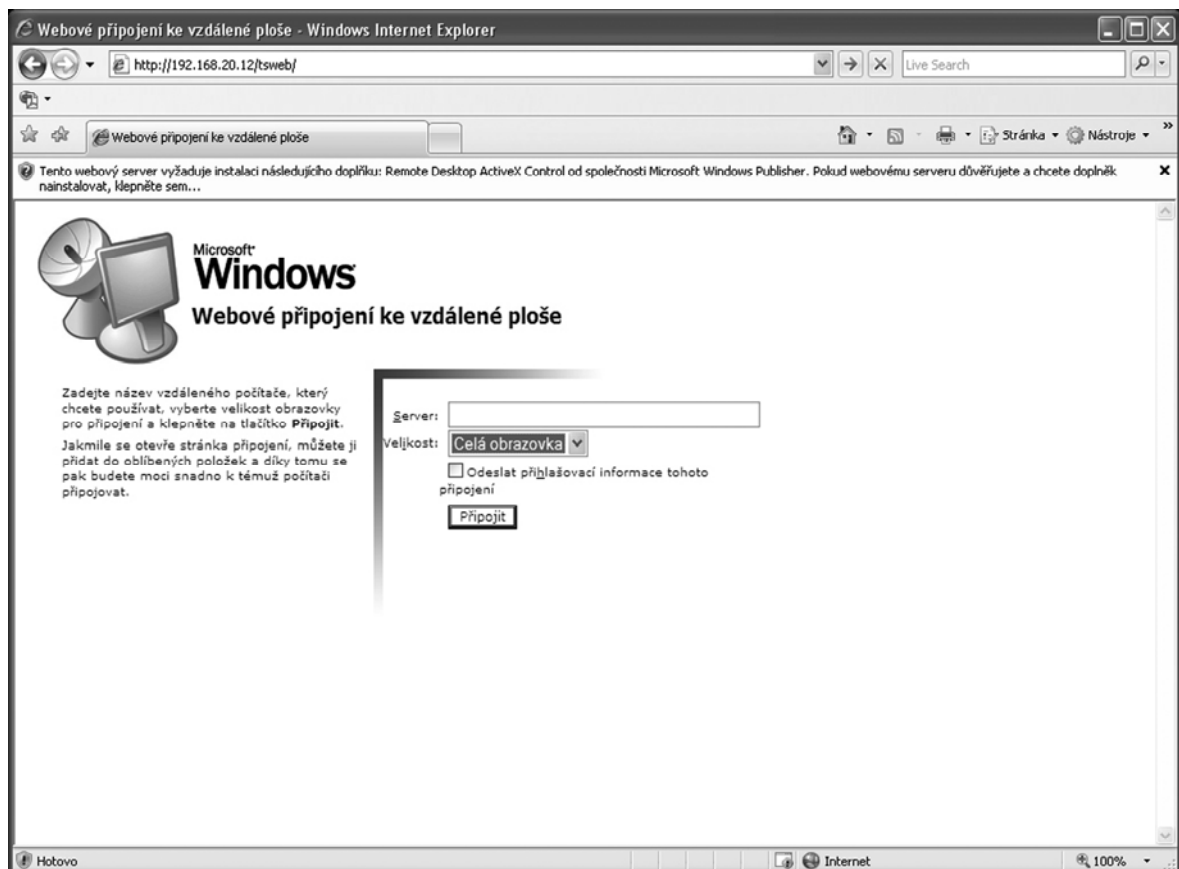 Webové připojení ke vzdálené ploše - Windows Internet Explorer
http://192.168.20.12/tsweb/
Live Search
Webové připojení ke vzdálené ploše
Stránka
Nástroje
»
Tento webový server vyžaduje instalaci následujícího doplňku: Remote Desktop ActiveX Control od společnosti Microsoft Windows Publisher. Pokud webovému serveru důvěřujete a chcete doplněk
nainstalovat, klepněte sem...
Microsoft
Windows
Webové připojení ke vzdálené ploše
Zadejte název vzdáleného počítače, který
chcete používat, vyberte velikost obrazovky
pro připojení a klepněte na tlačítko Připojit.
Jakmile se otevře stránka připojení, můžete ji
přidat do oblíbených položek a díky tomu se
pak budete moci snadno k témuž počítači
připojovat.
Server:
Velikost: Celá obrazovka
Odeslat přihlašovací informace tohoto
připojení
Připojit
Hotovo
Internet
100%